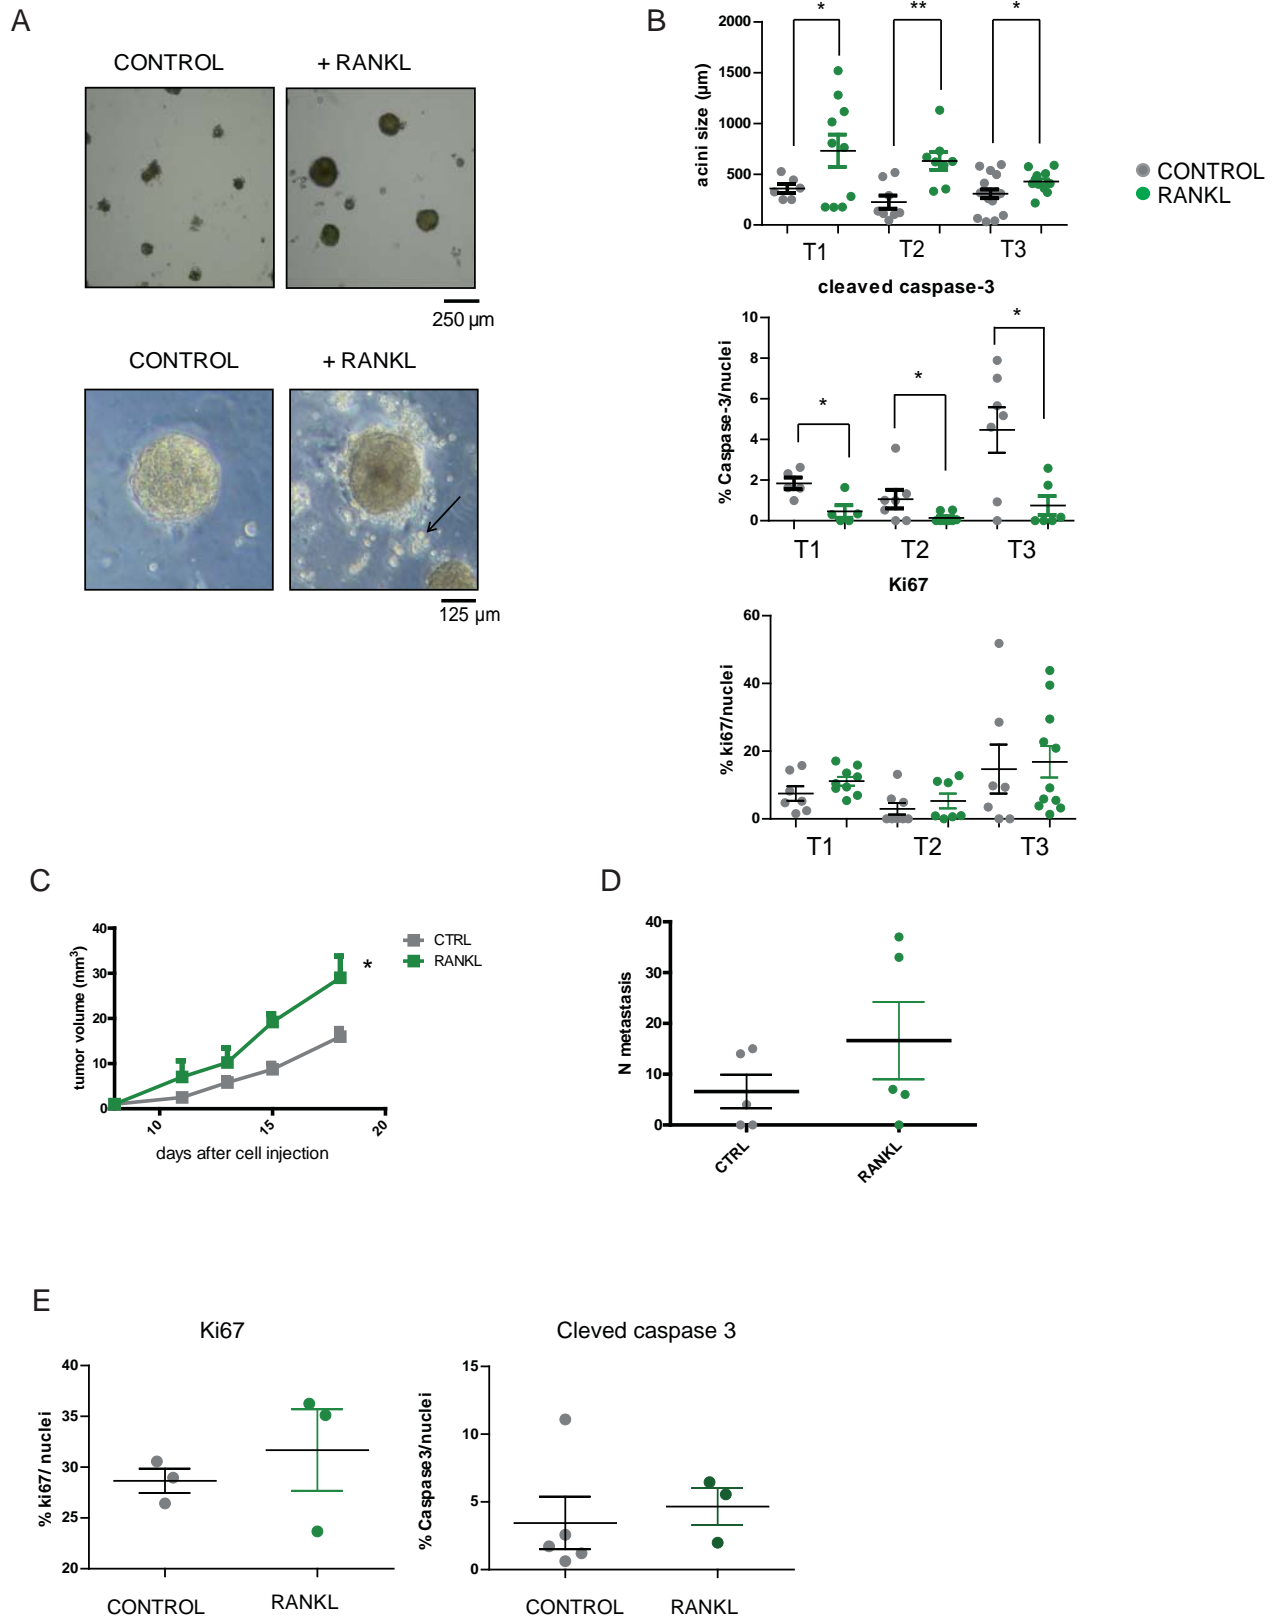 A
CONTROL
+ RANKL
250 µm
CONTROL
+ RANKL
125 µm
B
*
**
*
2000
1500
1000
500
0
acini size (µm)
T1
T2
T3
CONTROL
RANKL
cleaved caspase-3
*
*
*
10
8
6
4
2
0
% Caspase-3/nuclei
T1
T2
T3
Ki67
60
40
20
0
% ki67/nuclei
T1
T2
T3
C
40
30
20
10
0
tumor volume (mm³)
*
CTRL
RANKL
10
15
20
days after cell injection
D
40
30
20
10
0
N metastasis
CTRL
RANKL
E
Ki67
40
35
30
25
20
% ki67/ nuclei
CONTROL
RANKL
Cleved caspase 3
15
10
5
0
% Caspase3/nuclei
CONTROL
RANKL